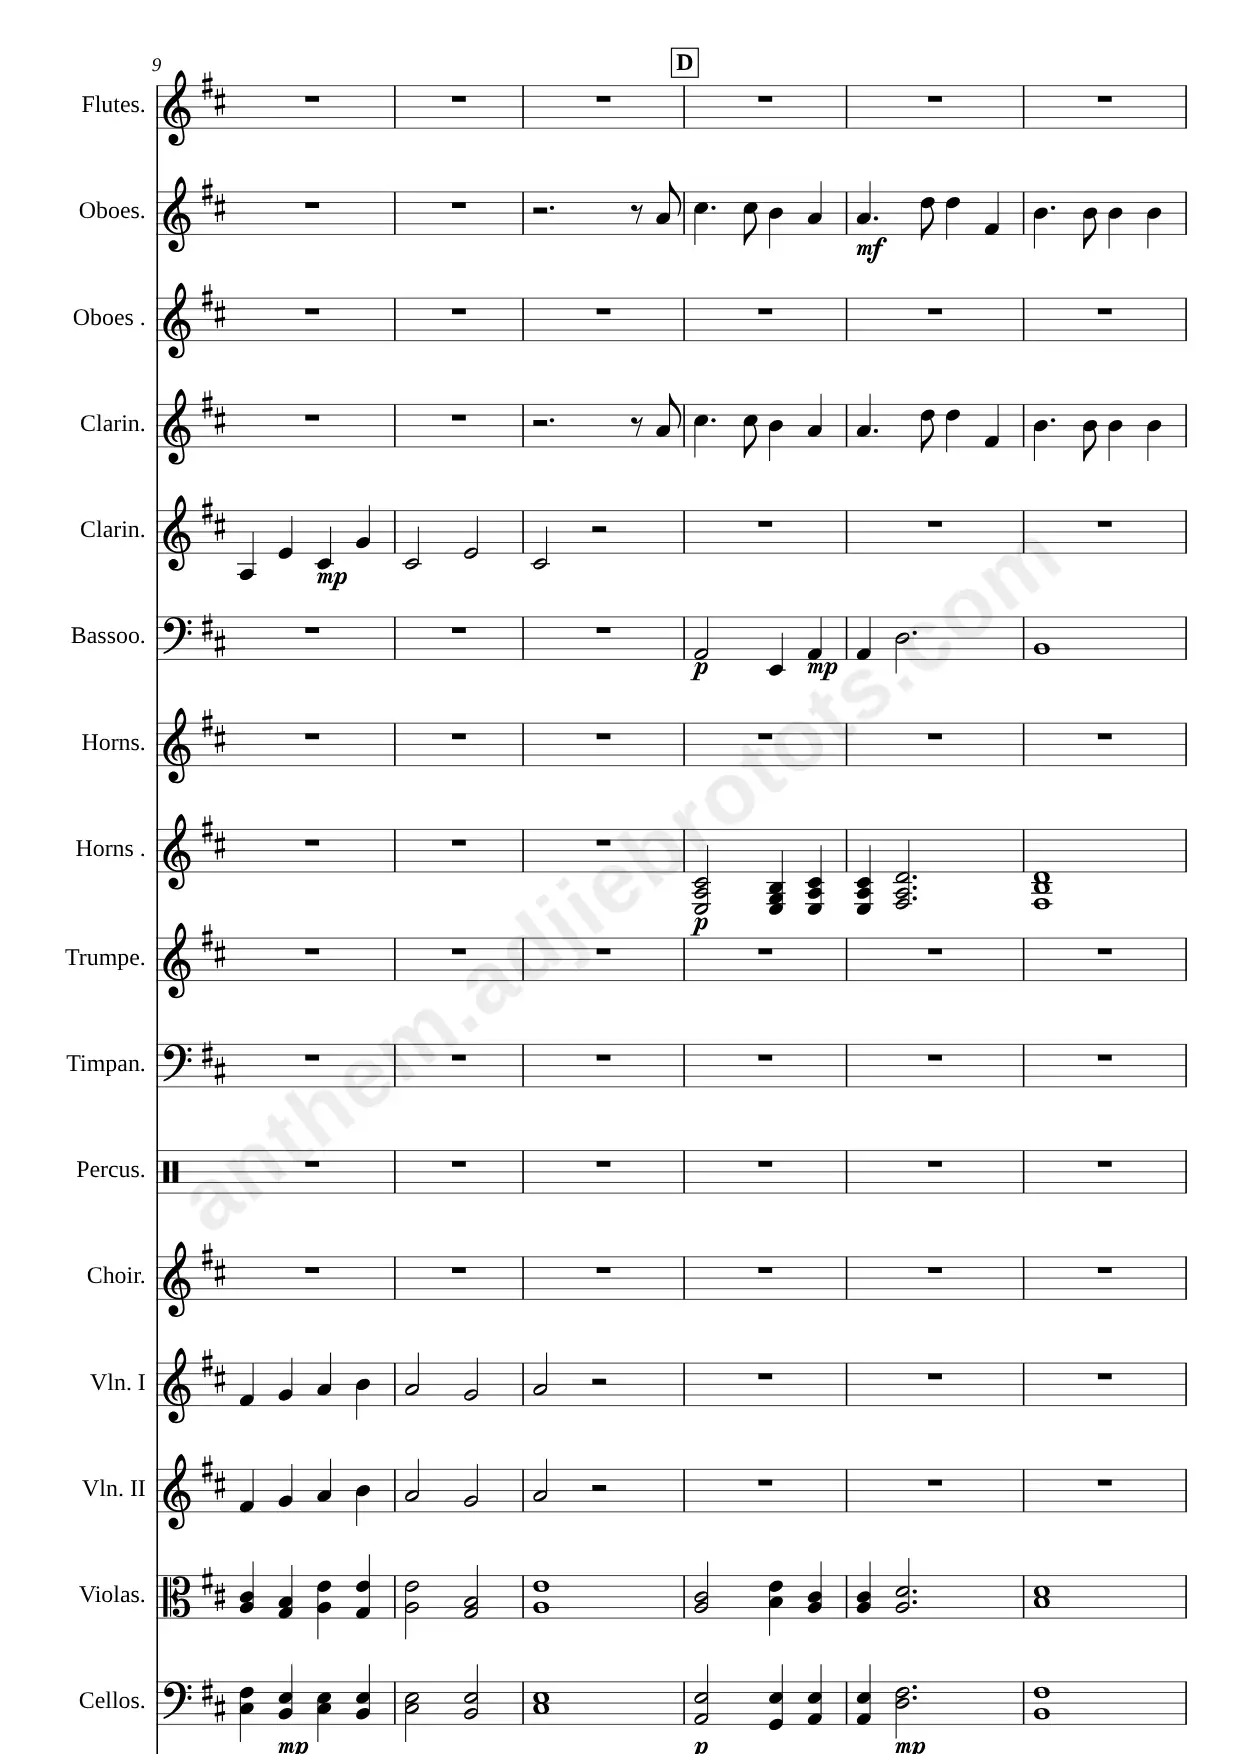 9
D
Flutes.
Oboes.
mf
Oboes .
Clarin.
Clarin.
mp
Bassoo.
p mp
Horns.
Horns .
p
Trumpe.
Timpan.
Percus.
Choir.
Vln. I
Vln. II
Violas.
Cellos.
mp p mp
anthem.adjiebrotots.com